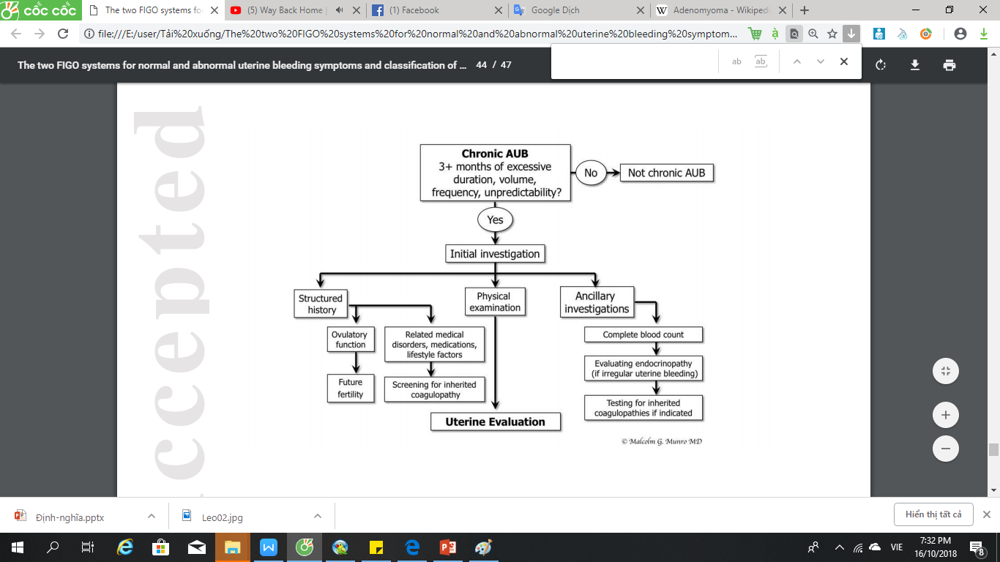 cốc cốc
The two FIGO systems fo
(5) Way Back Home |
(1) Facebook
Google Dịch
Adenomyoma - Wikipedi
file:///E:/user/Tải%20xuống/The%20two%20FIGO%20systems%20for%20normal%20and%20abnormal%20uterine%20bleeding%20symptom...
The two FIGO systems for normal and abnormal uterine bleeding symptoms and classification of ...
44 / 47
ab
ab
ccepted
Chronic AUB
3+ months of excessive
duration, volume,
frequency, unpredictability?
No
Not chronic AUB
Yes
Initial investigation
Structured
history
Physical
examination
Ancillary
investigations
Ovulatory
function
Related medical
disorders, medications,
lifestyle factors
Complete blood count
Future
fertility
Screening for inherited
coagulopathy
Evaluating endocrinopathy
(if irregular uterine bleeding)
Testing for inherited
coagulopathies if indicated
Uterine Evaluation
© Malcolm G. Munro MD
Định-nghĩa.pptx
Leo02.jpg
Hiển thị tất cả
VIE
7:32 PM
16/10/2018
8